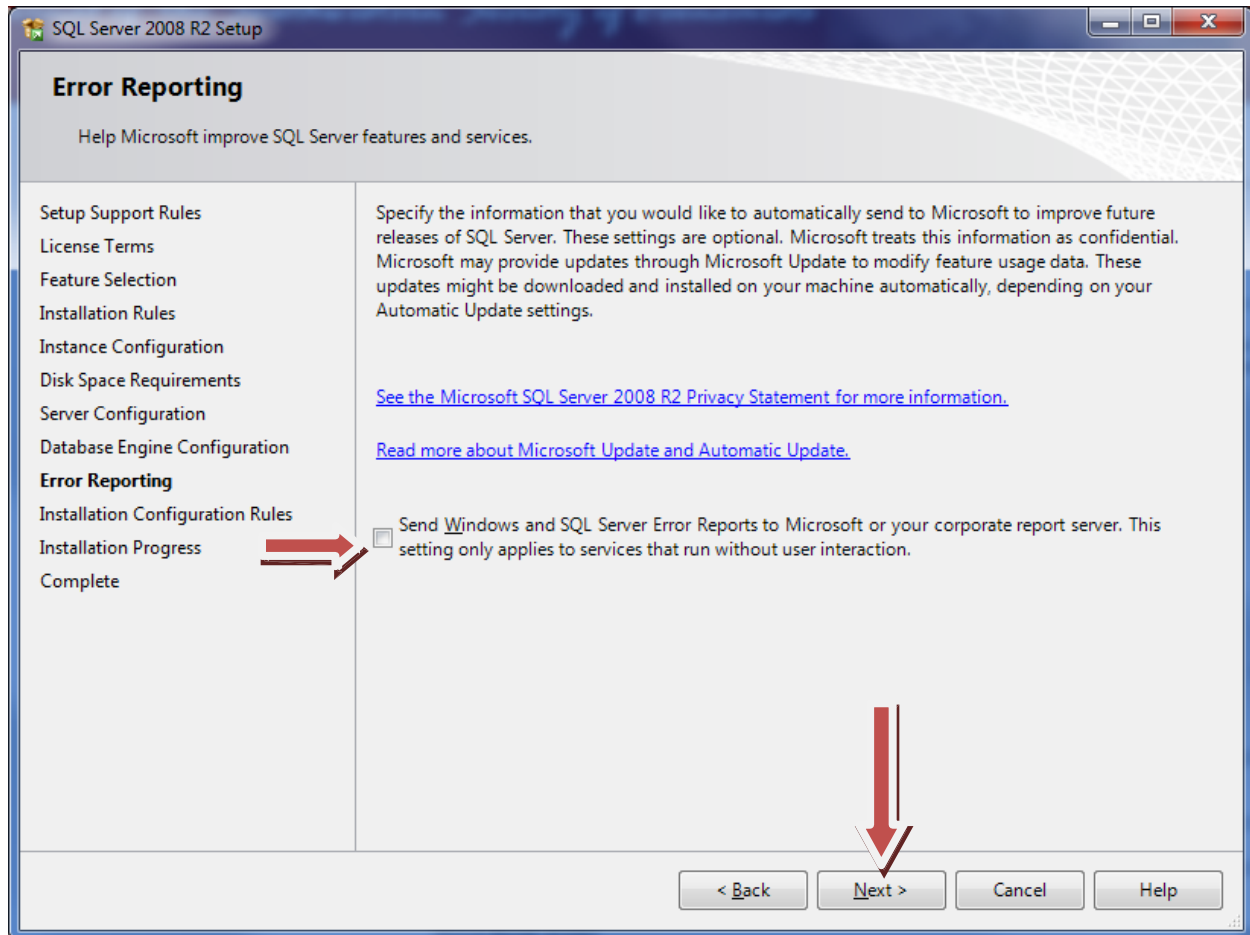 SQL Server 2008 R2 Setup
Error Reporting
Help Microsoft improve SQL Server features and services.
Setup Support Rules
License Terms
Feature Selection
Installation Rules
Instance Configuration
Disk Space Requirements
Server Configuration
Database Engine Configuration
Error Reporting
Installation Configuration Rules
Installation Progress
Complete
Specify the information that you would like to automatically send to Microsoft to improve future
releases of SQL Server. These settings are optional. Microsoft treats this information as confidential.
Microsoft may provide updates through Microsoft Update to modify feature usage data. These
updates might be downloaded and installed on your machine automatically, depending on your
Automatic Update settings.
See the Microsoft SQL Server 2008 R2 Privacy Statement for more information.
Read more about Microsoft Update and Automatic Update.
Send Windows and SQL Server Error Reports to Microsoft or your corporate report server. This
setting only applies to services that run without user interaction.
< Back
Next >
Cancel
Help